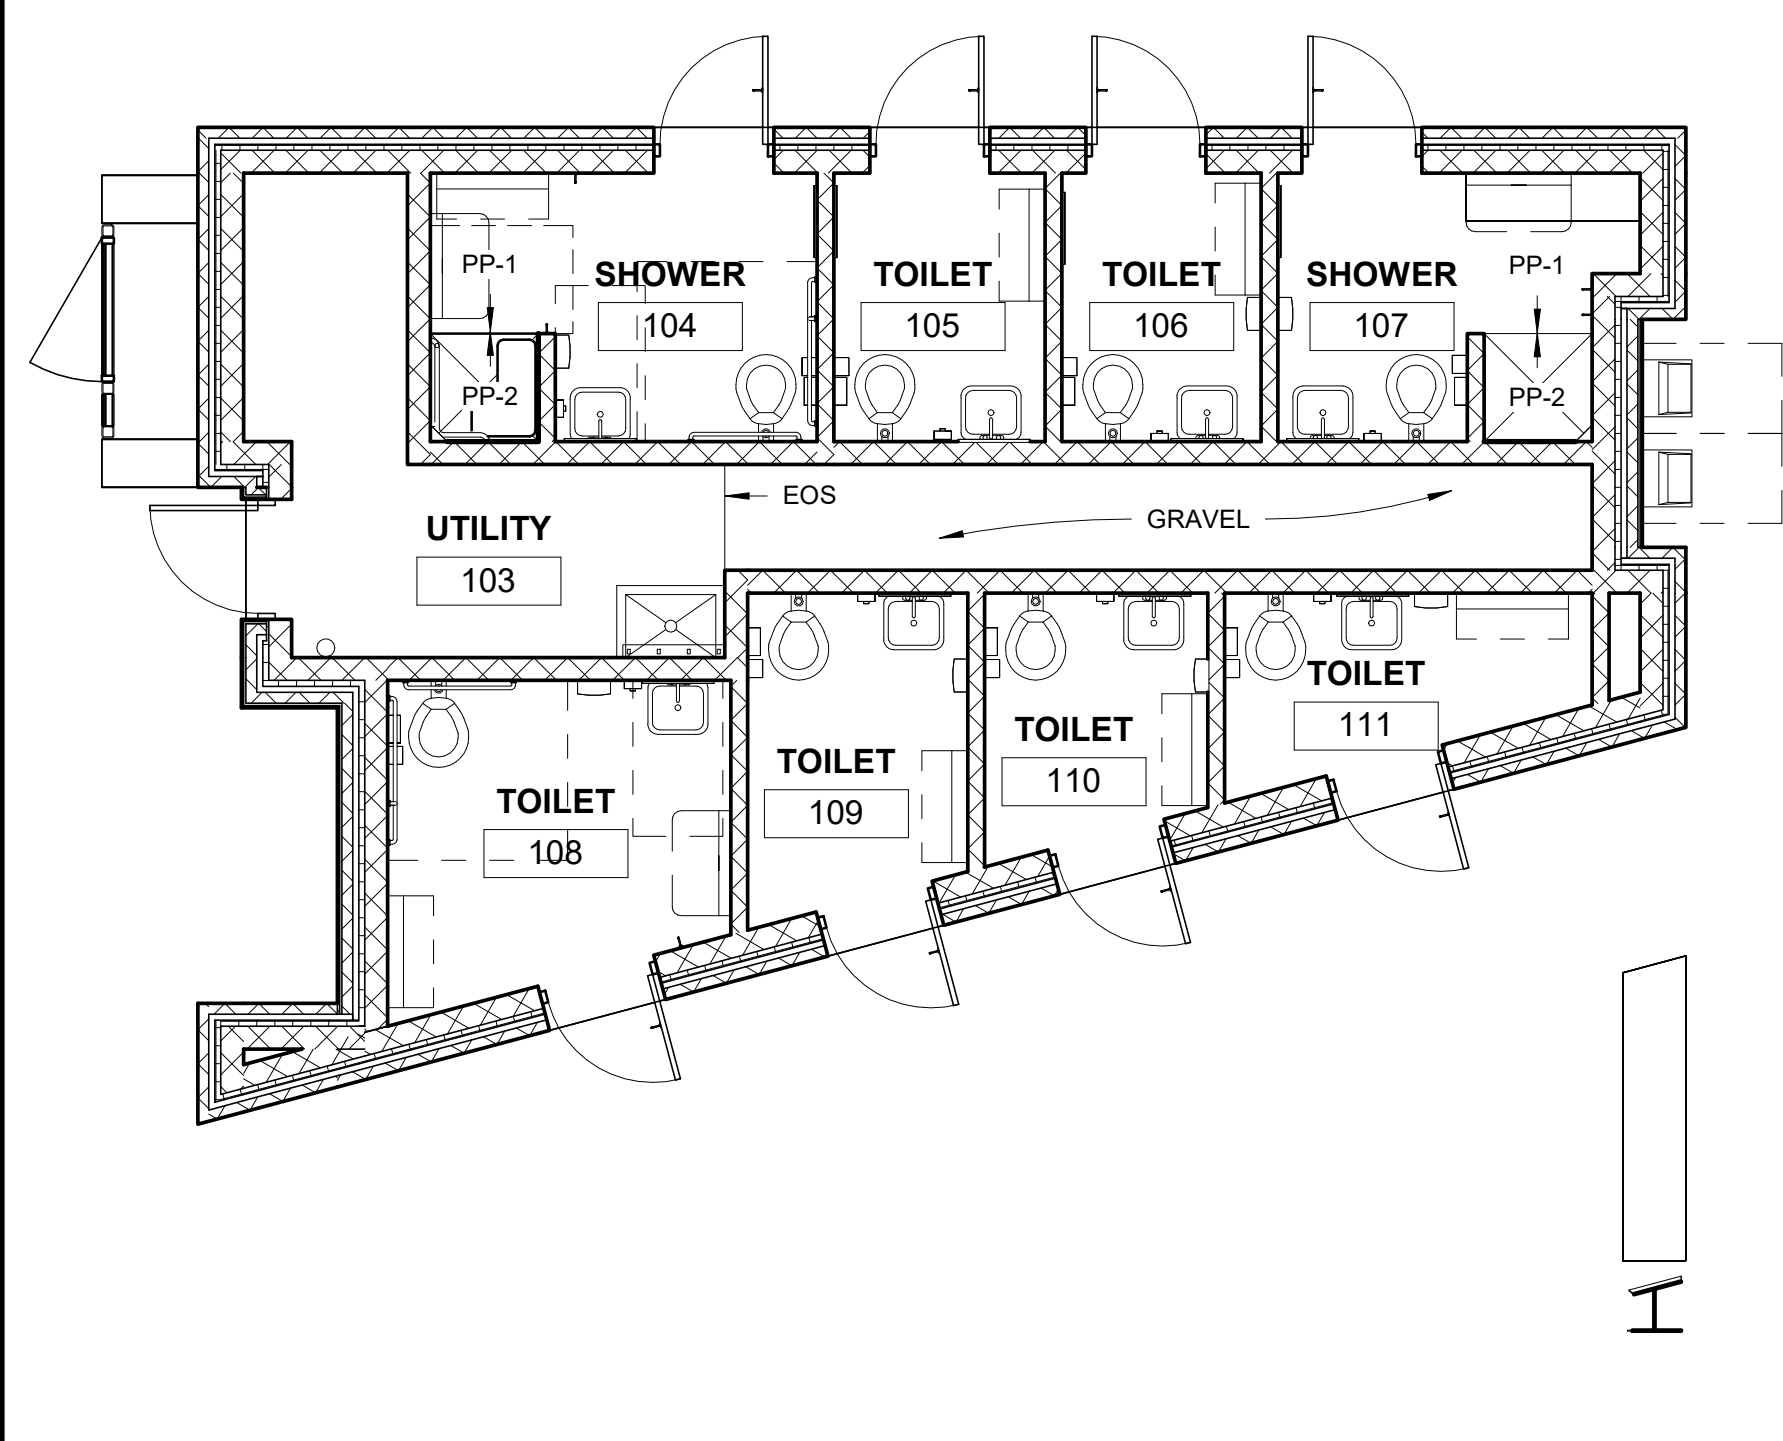 PP-1
SHOWER
104
PP-2
TOILET
105
TOILET
106
SHOWER
107
PP-1
PP-2
EOS
GRAVEL
UTILITY
103
TOILET
108
TOILET
109
TOILET
110
TOILET
111